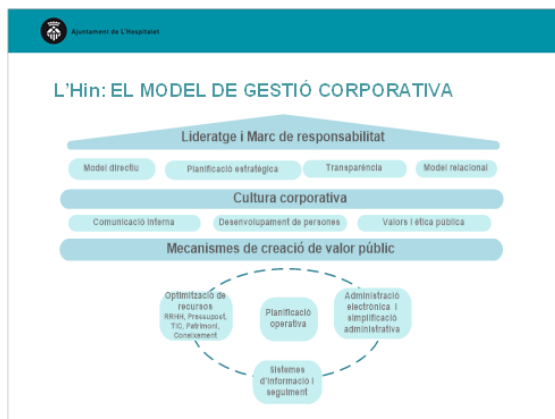 Ajuntament de L'Hospitalet
L'Hin: EL MODEL DE GESTIÓ CORPORATIVA
Lideratge i Marc de responsabilitat
Model directiu
Planificació estratégica
Transparència
Model relacional
Cultura corporativa
Comunicació interna
Desenvolupament de persones
Valors i ètica pública
Mecanismes de creació de valor públic
Optimització de
recursos
RRHH, Pressupost,
TIC, Patrimoni,
Coneixament
Planificació
operativa
Administració
electrònica i
simplificació
administrativa
Sistemes
d'informació i
seguiment